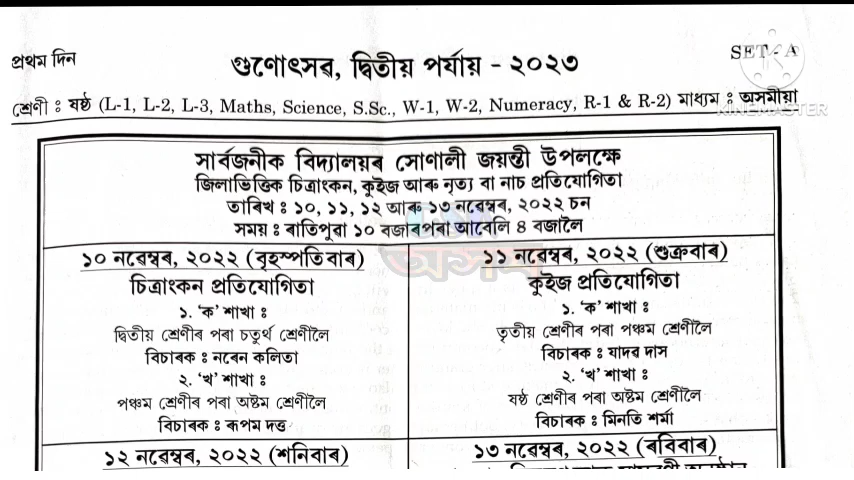 প্ৰথম দিন
গুণোৎসৱ, দ্বিতীয় পৰ্যায় - ২০২৩
SET - A
শ্ৰেণী : ষষ্ঠ (L-1, L-2, L-3, Maths, Science, S.Sc., W-1, W-2, Numeracy, R-1 & R-2) মাধ্যম : অসমীয়া
KINEMASTER
সাৰ্বজনীক বিদ্যালয়ৰ সোণালী জয়ন্তী উপলক্ষে
জিলাভিত্তিক চিত্ৰাংকন, কুইজ আৰু নৃত্য বা নাচ প্ৰতিযোগিতা
তাৰিখ : ১০, ১১, ১২ আৰু ১৩ নৱেম্বৰ, ২০২২ চন
সময় : ৰাতিপুৱা ১০ বজাৰপৰা আবেলি ৪ বজালৈ
অসম
১০ নৱেম্বৰ, ২০২২ (বৃহস্পতিবাৰ)
চিত্ৰাংকন প্ৰতিযোগিতা
১. ‘ক’ শাখা :
দ্বিতীয় শ্ৰেণীৰ পৰা চতুৰ্থ শ্ৰেণীলৈ
বিচাৰক : নৰেন কলিতা
২. ‘খ’ শাখা :
পঞ্চম শ্ৰেণীৰ পৰা অষ্টম শ্ৰেণীলৈ
বিচাৰক : ৰূপম দত্ত
১১ নৱেম্বৰ, ২০২২ (শুক্ৰবাৰ)
কুইজ প্ৰতিযোগিতা
১. ‘ক’ শাখা :
তৃতীয় শ্ৰেণীৰ পৰা পঞ্চম শ্ৰেণীলৈ
বিচাৰক : যাদৱ দাস
২. ‘খ’ শাখা :
ষষ্ঠ শ্ৰেণীৰ পৰা অষ্টম শ্ৰেণীলৈ
বিচাৰক : মিনতি শৰ্মা
১২ নৱেম্বৰ, ২০২২ (শনিবাৰ)
১৩ নৱেম্বৰ, ২০২২ (ৰবিবাৰ)